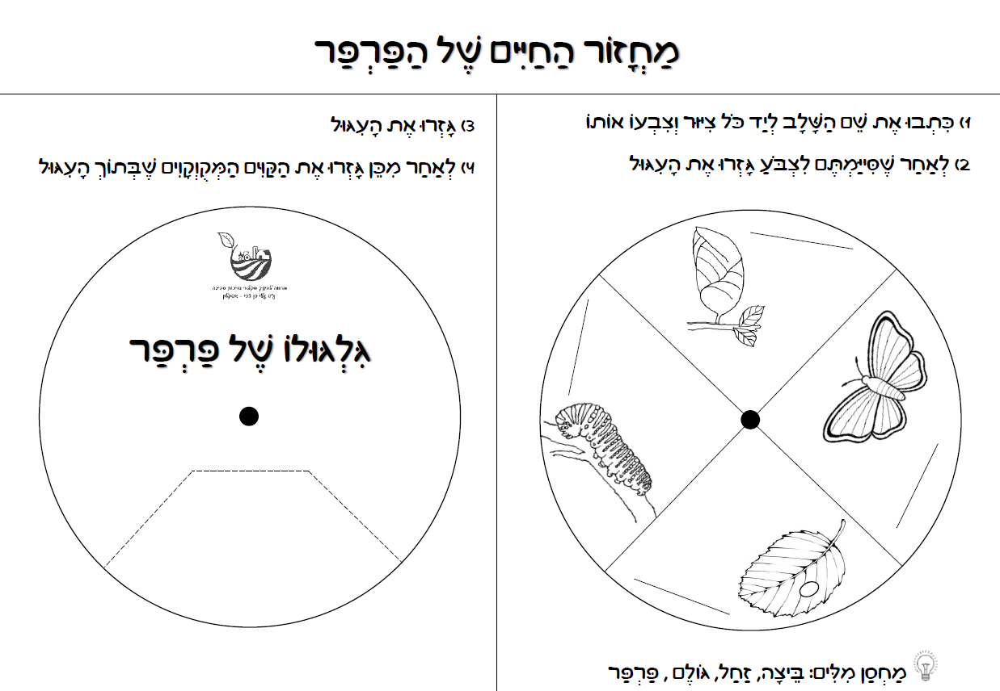 מַחְזוֹר הַחַיִּים שֶׁל הַפַּרְפַּר
1) כִּתְבוּ אֶת שֵׁם הַשָּׁלָב לְיַד כֹּל צִיּוּר וְצִבְעוֹ אוֹתוֹ
2) לְאַחַר שֶׁסִּיַּימְתֶּם לִצְבֹּעַ גָּזְרוּ אֶת הָעִגּוּל
מַחְסַן מִלִּים: בֵּיצָה, זַחַל, גּוֹלֶם , פַּרְפַּר
3) גָּזְרוּ אֶת הָעִגּוּל
4) לְאַחַר מִכֵּן גָּזְרוּ אֶת הַקַּוִּים הַמְּקֻוְקָוִים שֶׁבְּתוֹךְ הָעִגּוּל
גִּלְגּוּלוֹ שֶׁל פַּרְפַּר